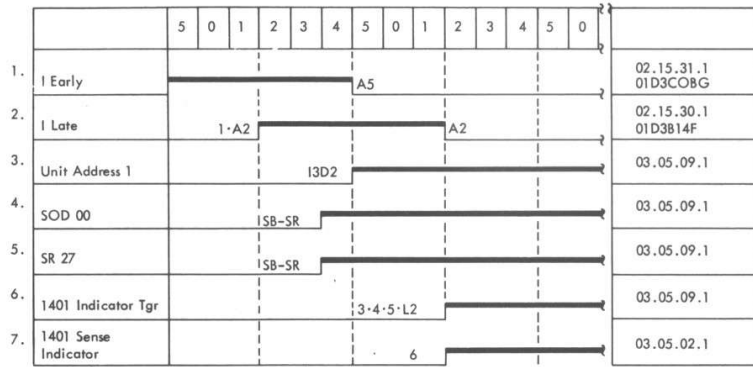 5 0 1 2 3 4 5 0 1 2 3 4 5 0
1. I Early A5 02.15.31.1
01D3COBG
2. I Late 1·A2 A2 02.15.30.1
01D3B14F
3. Unit Address 1 I3D2 03.05.09.1
4. SOD 00 SB-SR 03.05.09.1
5. SR 27 SB-SR 03.05.09.1
6. 1401 Indicator Tgr 3·4·5·L2 03.05.09.1
7. 1401 Sense
Indicator 6 03.05.02.1